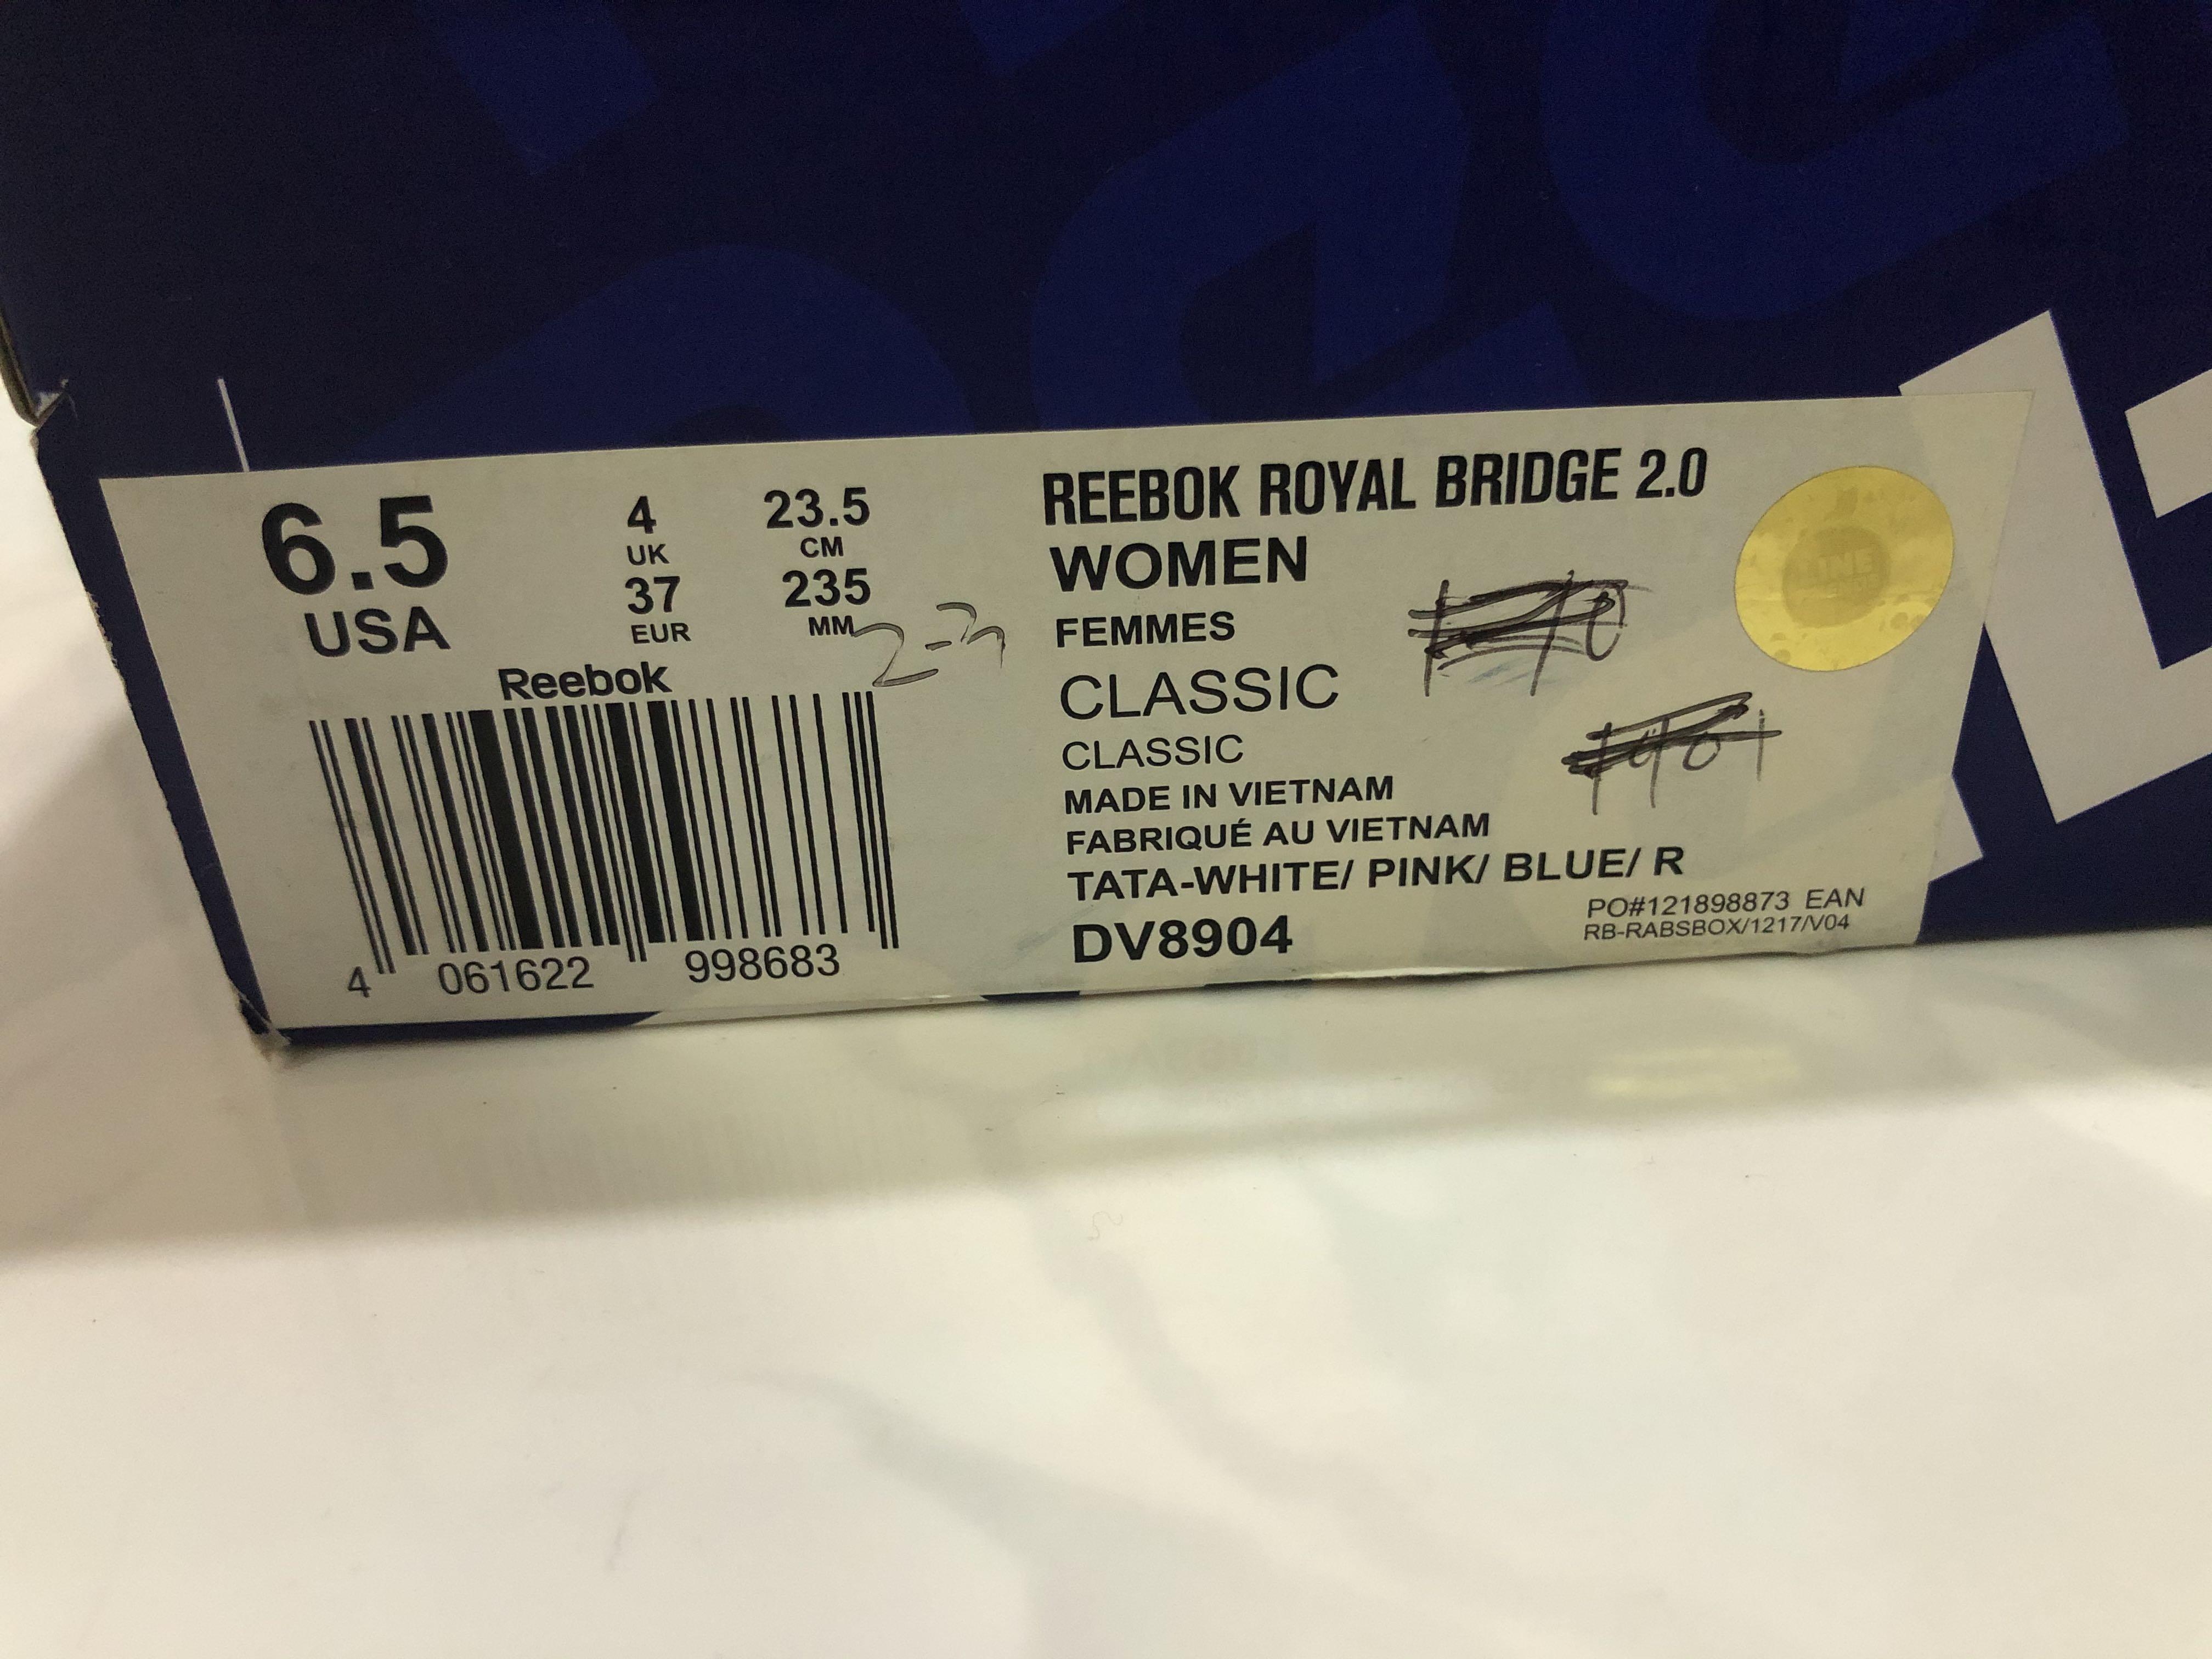 6.5
USA
4
UK
37
EUR
23.5
CM
235
MM
2-3
Reebok
4 061622 998683
REEBOK ROYAL BRIDGE 2.0
WOMEN
FEMMES
CLASSIC
CLASSIC
MADE IN VIETNAM
FABRIQUÉ AU VIETNAM
TATA-WHITE/ PINK/ BLUE/ R
DV8904
PO#121898873 EAN
RB-RABSBOX/1217/V04